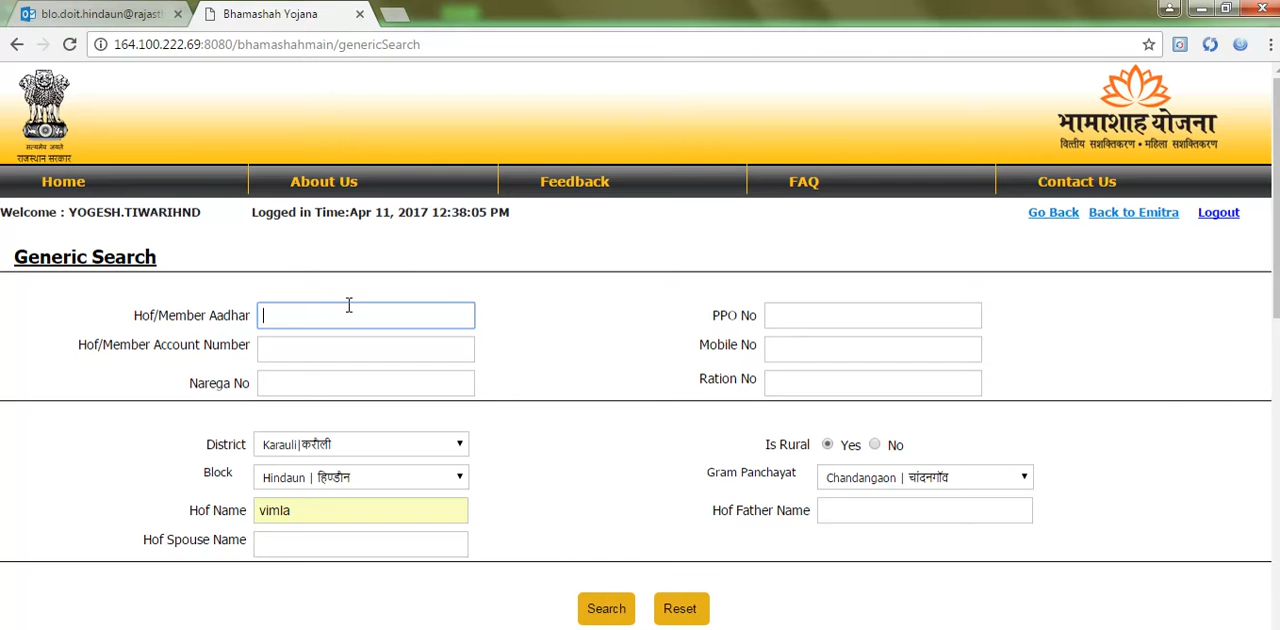 blo.doit.hindaun@rajast
Bhamashah Yojana
164.100.222.69:8080/bhamashahmain/genericSearch
सत्यमेव जयते
राजस्थान सरकार
भामाशाह योजना
वित्तीय सशक्तिकरण • महिला सशक्तिकरण
Home About Us Feedback FAQ Contact Us
Welcome : YOGESH.TIWARIHND Logged in Time:Apr 11, 2017 12:38:05 PM Go Back Back to Emitra Logout
Generic Search
Hof/Member Aadhar PPO No
Hof/Member Account Number Mobile No
Narega No Ration No
District Karauli|करौली Is Rural Yes No
Block Hindaun | हिण्डौन Gram Panchayat Chandangaon | चांदनगॉव
Hof Name vimla Hof Father Name
Hof Spouse Name
Search Reset